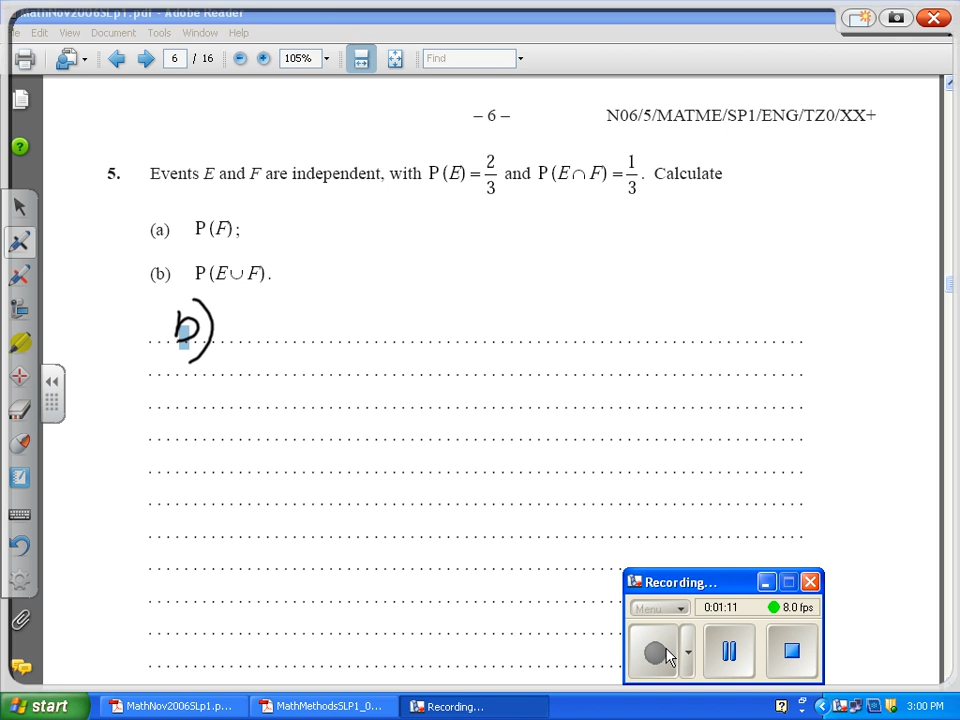 MathNov2006SLp1.pdf - Adobe Reader
Edit View Document Tools Window Help
6 / 16 105% Find
– 6 – N06/5/MATME/SP1/ENG/TZ0/XX+
5. Events E and F are independent, with P(E) = 2/3 and P(E ∩ F) = 1/3. Calculate
(a) P(F);
(b) P(E ∪ F).
b)
Recording...
Menu 0:01:11 8.0 fps
start MathNov2006SLp1.p... MathMethodsSLP1_0... Recording... 3:00 PM